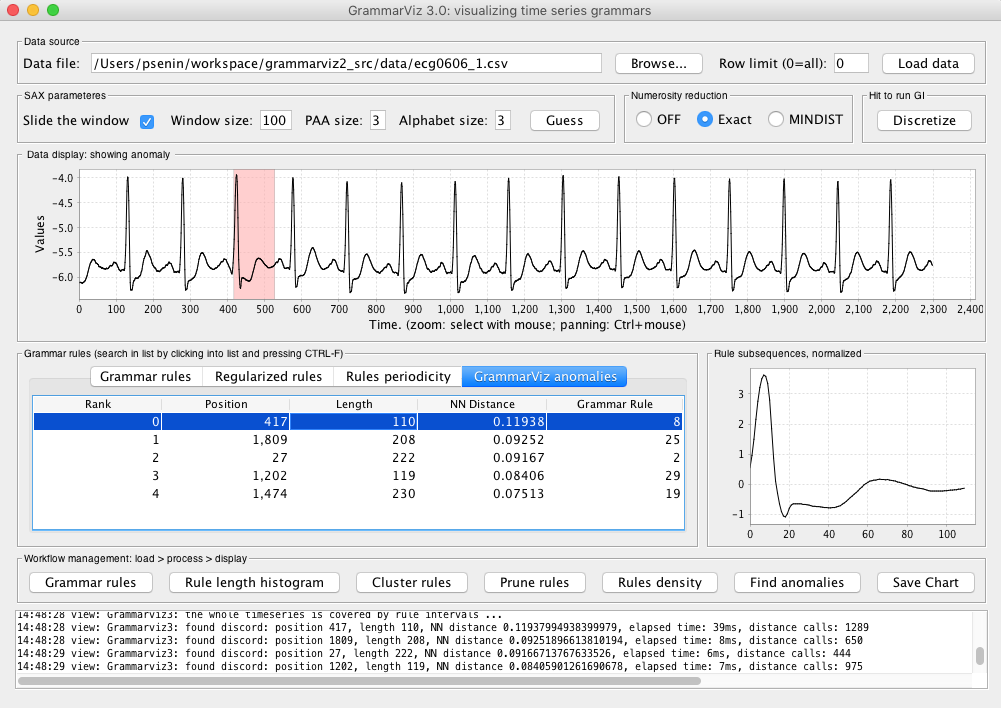 GrammarViz 3.0: visualizing time series grammars
Data source
Data file: /Users/psenin/workspace/grammarviz2_src/data/ecg0606_1.csv Browse... Row limit (0=all): 0 Load data
SAX parameteres Numerosity reduction Hit to run GI
Slide the window Window size: 100 PAA size: 3 Alphabet size: 3 Guess OFF Exact MINDIST Discretize
Data display: showing anomaly
Values
-4.0
-4.5
-5.0
-5.5
-6.0
0 100 200 300 400 500 600 700 800 900 1,000 1,100 1,200 1,300 1,400 1,500 1,600 1,700 1,800 1,900 2,000 2,100 2,200 2,300 2,400
Time. (zoom: select with mouse; panning: Ctrl+mouse)
Grammar rules (search in list by clicking into list and pressing CTRL-F)
Grammar rules Regularized rules Rules periodicity GrammarViz anomalies
Rank Position Length NN Distance Grammar Rule
0 417 110 0.11938 8
1 1,809 208 0.09252 25
2 27 222 0.09167 2
3 1,202 119 0.08406 29
4 1,474 230 0.07513 19
Rule subsequences, normalized
3
2
1
0
-1
0 20 40 60 80 100
Workflow management: load > process > display
Grammar rules Rule length histogram Cluster rules Prune rules Rules density Find anomalies Save Chart
14:48:28 view: Grammarviz3: the whole timeseries is covered by rule intervals ...
14:48:28 view: Grammarviz3: found discord: position 417, length 110, NN distance 0.11937994938399979, elapsed time: 39ms, distance calls: 1289
14:48:28 view: Grammarviz3: found discord: position 1809, length 208, NN distance 0.09251896613810194, elapsed time: 8ms, distance calls: 650
14:48:29 view: Grammarviz3: found discord: position 27, length 222, NN distance 0.09166713767633526, elapsed time: 6ms, distance calls: 444
14:48:29 view: Grammarviz3: found discord: position 1202, length 119, NN distance 0.08405901261690678, elapsed time: 7ms, distance calls: 975